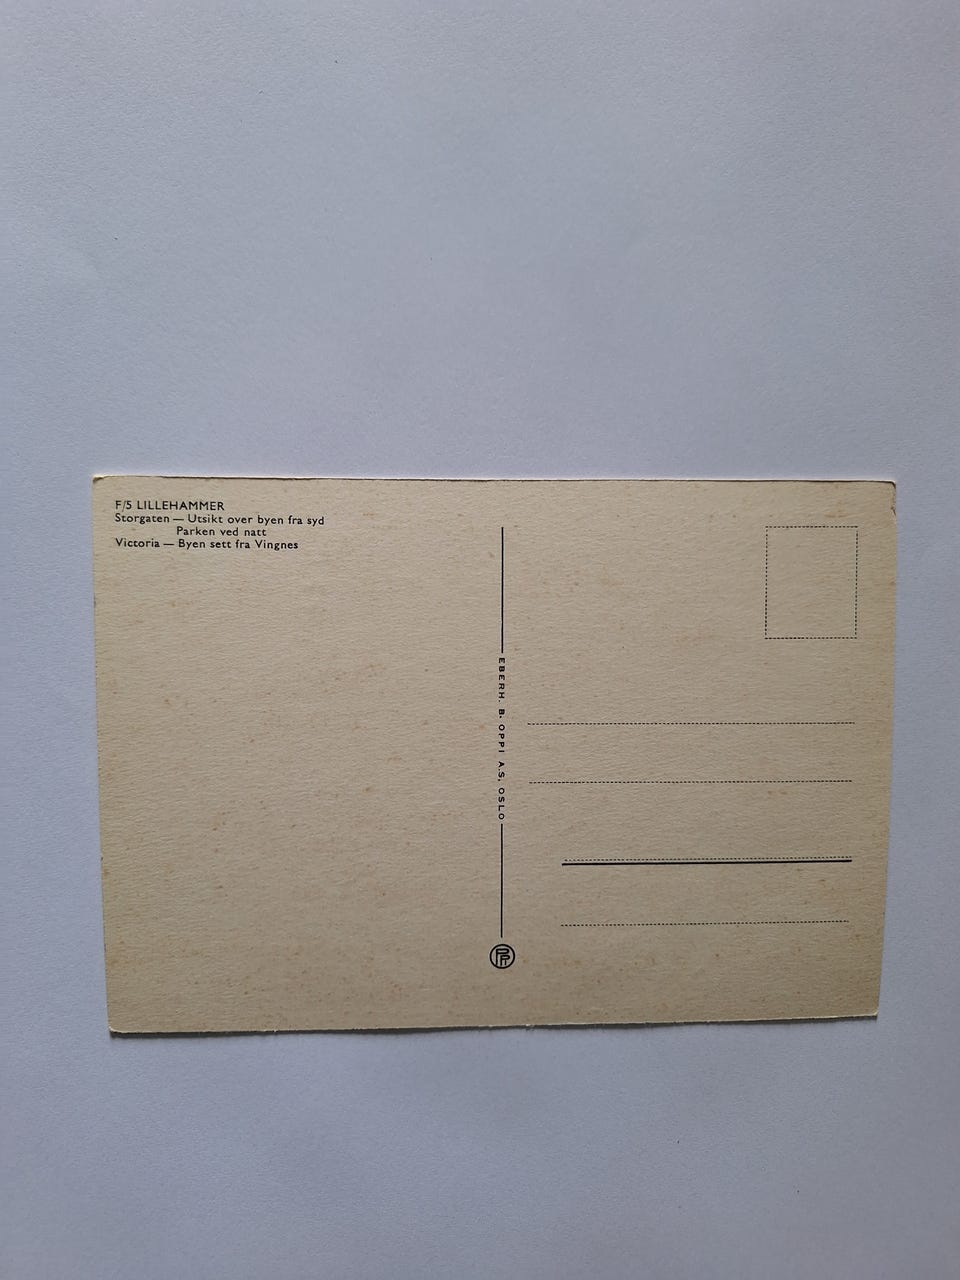 F/5 LILLEHAMMER
Storgaten — Utsikt over byen fra syd
Parken ved natt
Victoria — Byen sett fra Vingnes
EBERH. B. OPPI A.S. OSLO